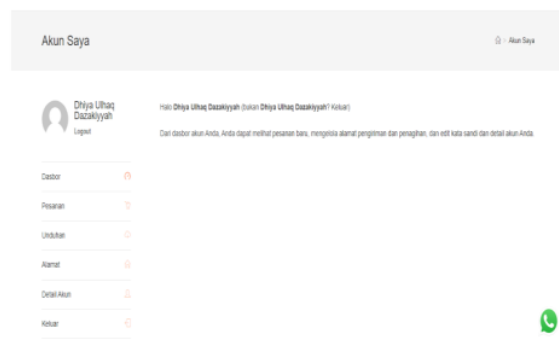 Akun Saya
> Akun Saya
Dhiya Ulhaq
Dazakiyyah
Logout
Halo Dhiya Ulhaq Dazakiyyah (bukan Dhiya Ulhaq Dazakiyyah? Keluar)
Dari dasbor akun Anda, Anda dapat melihat pesanan baru, mengelola alamat pengiriman dan penagihan, dan edit kata sandi dan detail akun Anda.
Dasbor
Pesanan
Unduhan
Alamat
Detail Akun
Keluar